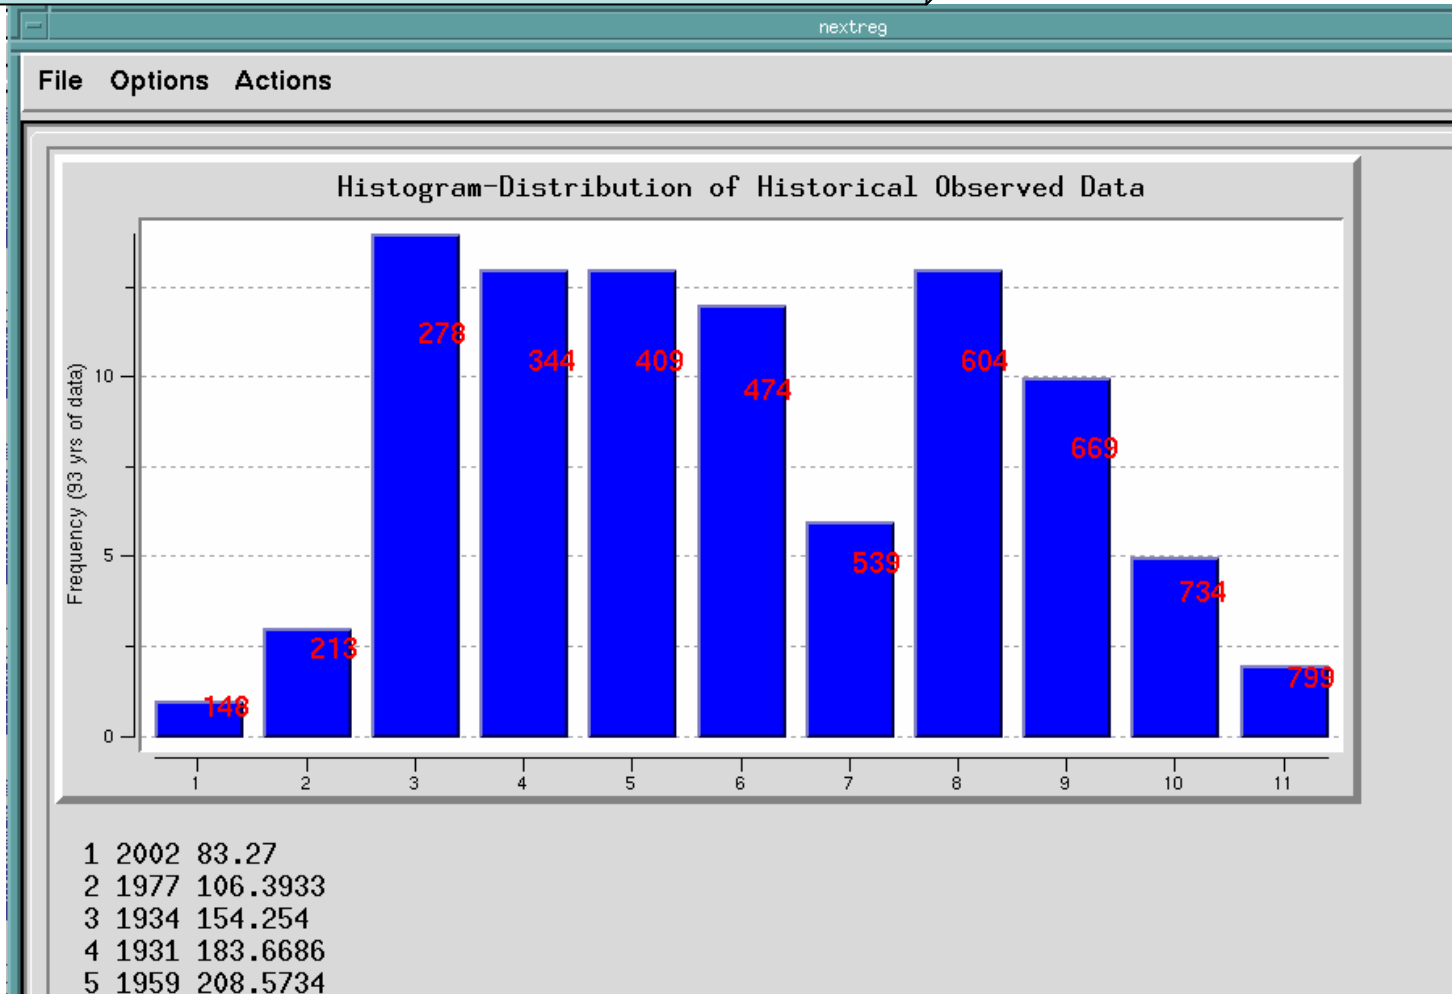 nextreg
File Options Actions
Histogram-Distribution of Historical Observed Data
Frequency (93 yrs of data)
10
5
0
148
213
278
344
409
474
539
604
669
734
799
1 2 3 4 5 6 7 8 9 10 11
1 2002 83.27
2 1977 106.3933
3 1934 154.254
4 1931 183.6686
5 1959 208.5734